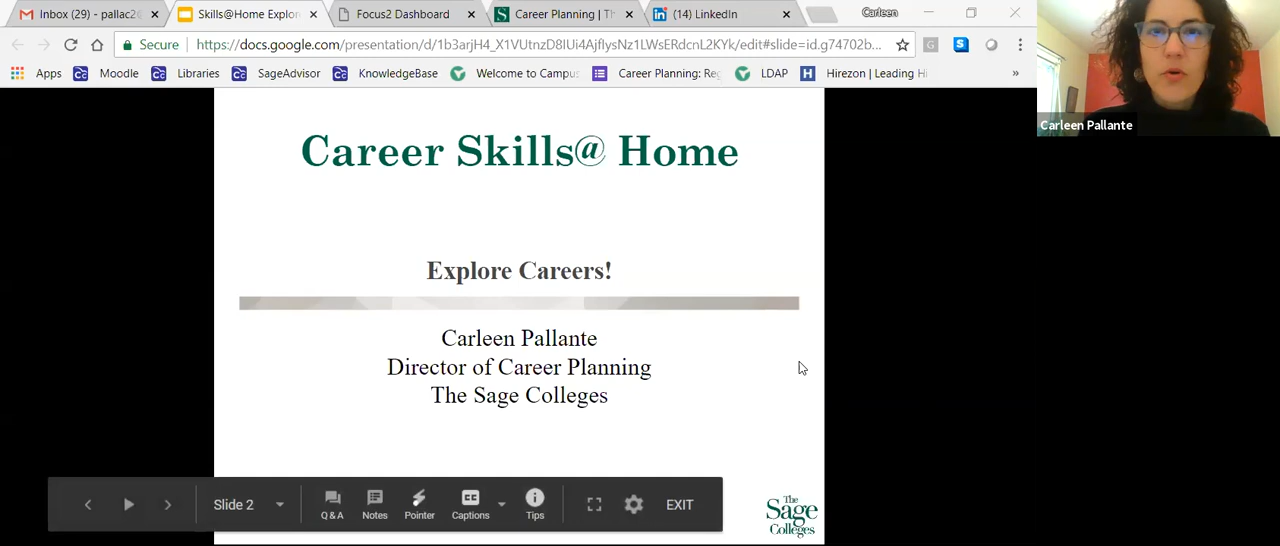 Inbox (29) - pallac2@
Skills@Home Explor
Focus2 Dashboard
Career Planning | Th
(14) LinkedIn
Carleen
Secure
https://docs.google.com/presentation/d/1b3arjH4_X1VUtnzD8IUi4AjfIysNz1LWsERdcnL2KYk/edit#slide=id.g74702b...
Apps
Moodle
Libraries
SageAdvisor
KnowledgeBase
Welcome to Campus
Career Planning: Reg
LDAP
Hirezon | Leading Hi
»
Carleen Pallante
Career Skills@ Home
Explore Careers!
Carleen Pallante
Director of Career Planning
The Sage Colleges
Slide 2
Q & A
Notes
Pointer
CC
Captions
Tips
EXIT
The
Sage
Colleges